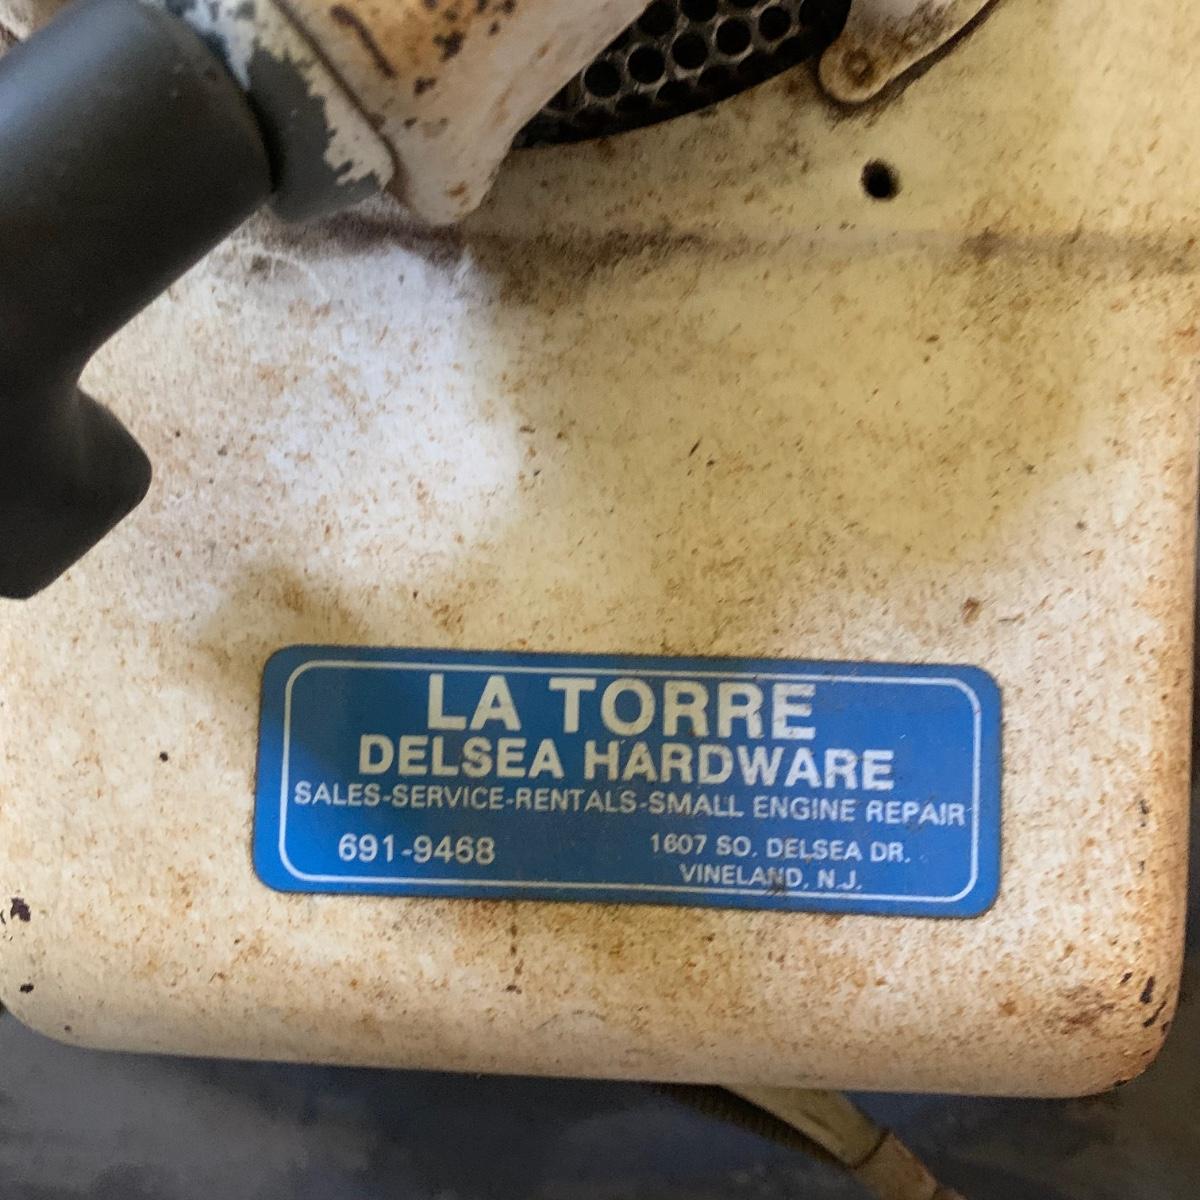 LA TORRE
DELSEA HARDWARE
SALES-SERVICE-RENTALS-SMALL ENGINE REPAIR
691-9468
1607 SO. DELSEA DR.
VINELAND, N.J.